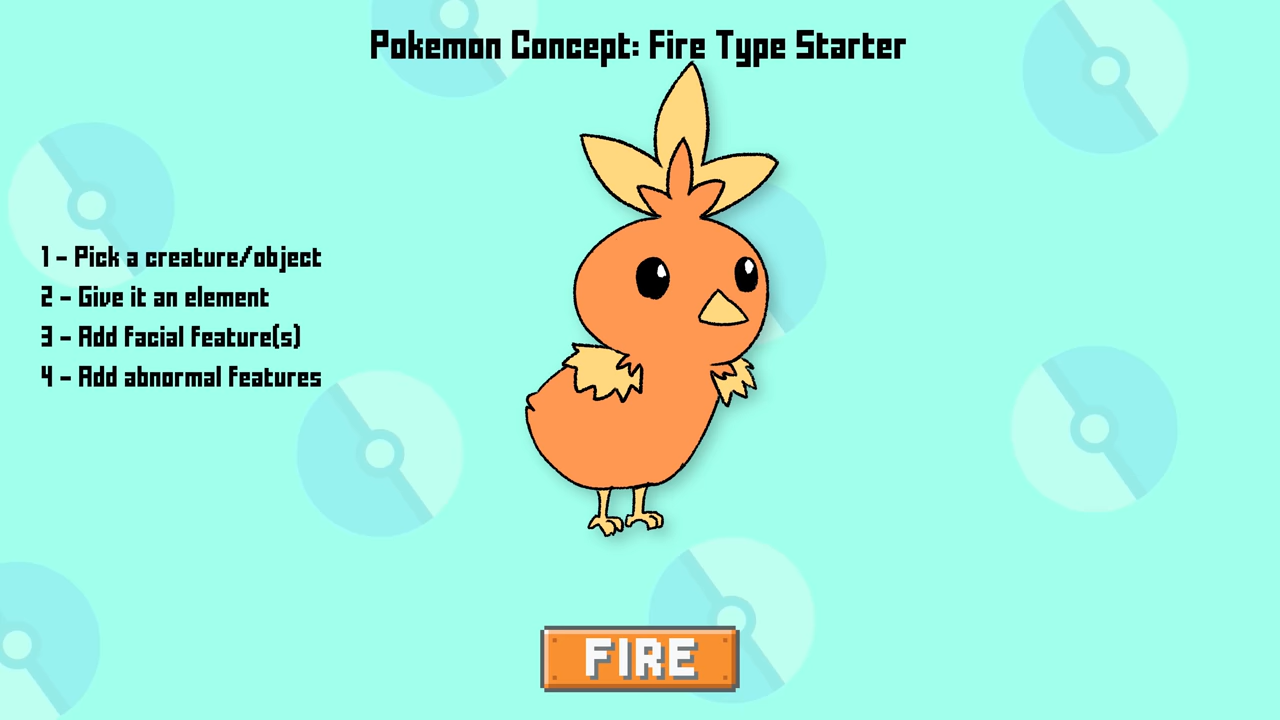 Pokemon Concept: Fire Type Starter
1 - Pick a creature/object
2 - Give it an element
3 - Add facial feature(s)
4 - Add abnormal features
FIRE